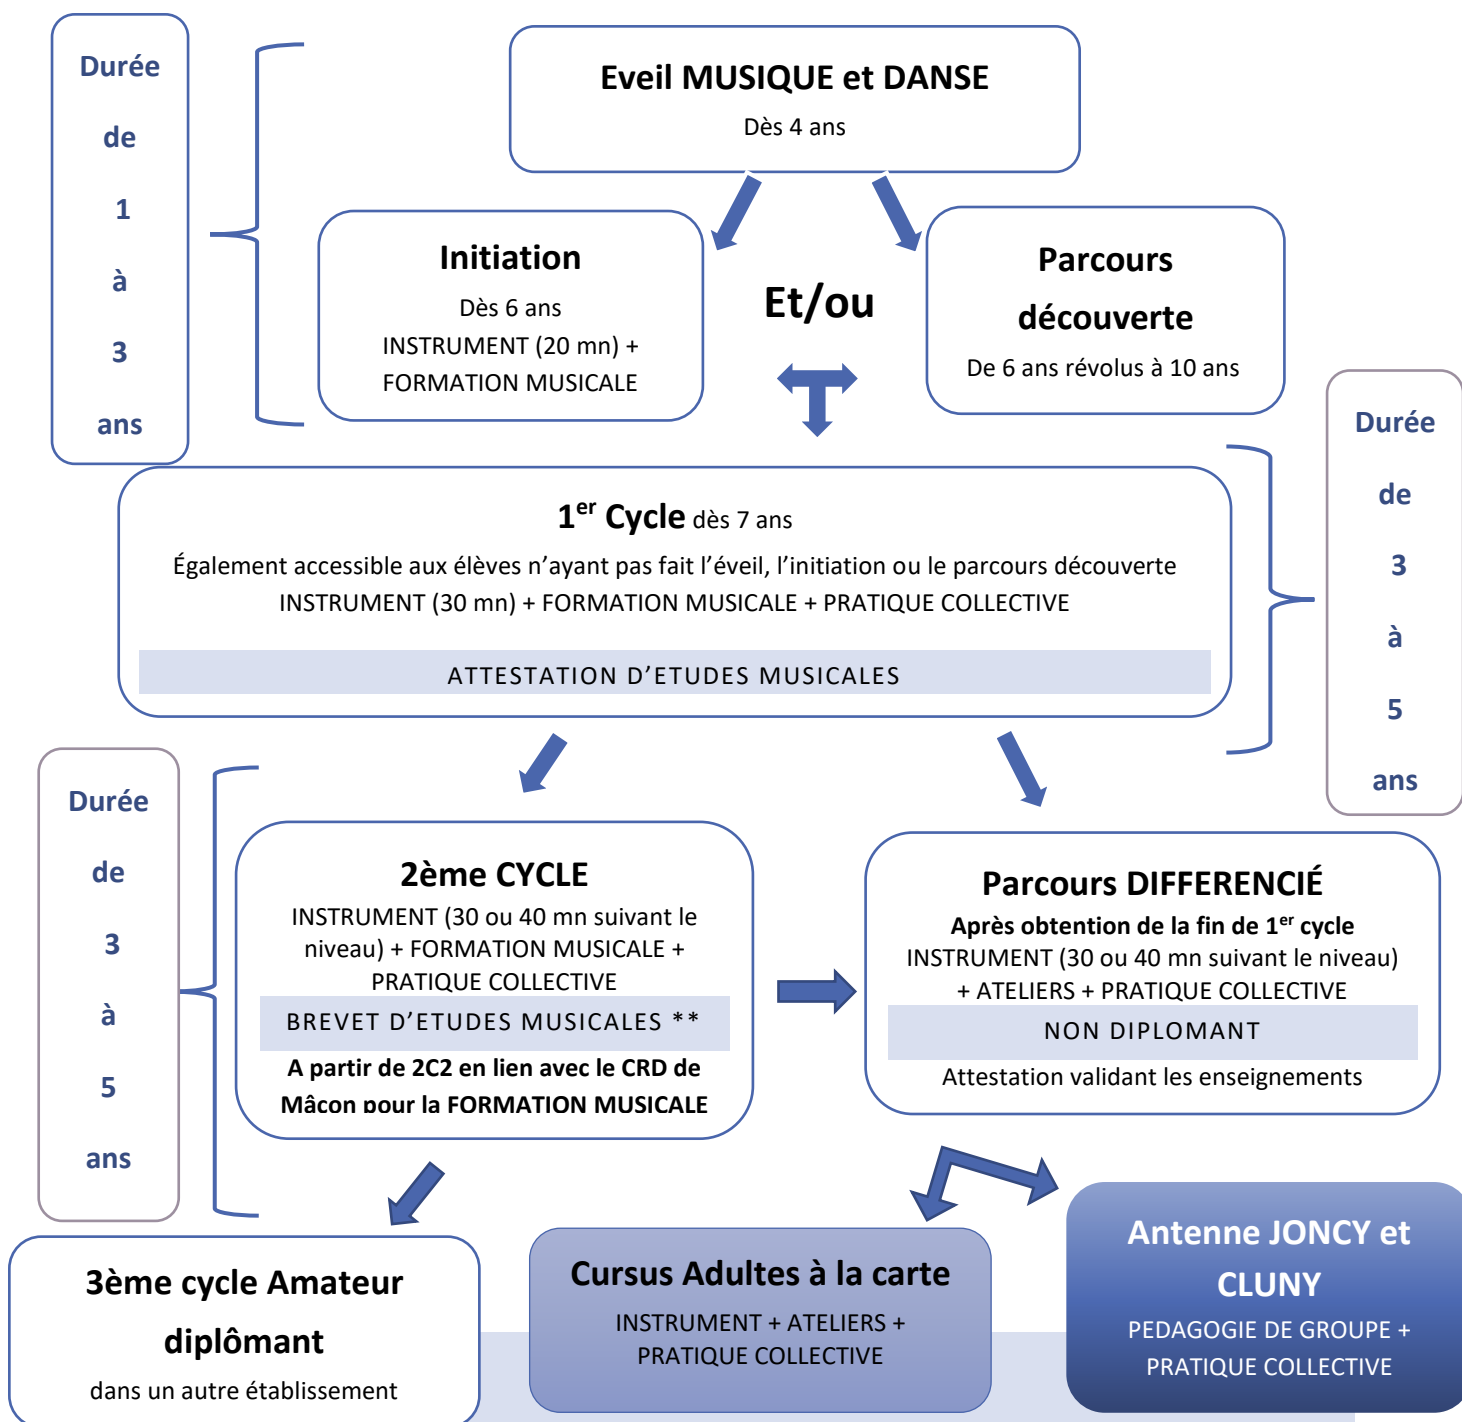 Durée
de
1
à
3
ans
Eveil MUSIQUE et DANSE
Dès 4 ans
Initiation
Dès 6 ans
INSTRUMENT (20 mn) +
FORMATION MUSICALE
Et/ou
Parcours
découverte
De 6 ans révolus à 10 ans
1er Cycle dès 7 ans
Également accessible aux élèves n’ayant pas fait l’éveil, l’initiation ou le parcours découverte
INSTRUMENT (30 mn) + FORMATION MUSICALE + PRATIQUE COLLECTIVE
ATTESTATION D’ETUDES MUSICALES
Durée
de
3
à
5
ans
Durée
de
3
à
5
ans
2ème CYCLE
INSTRUMENT (30 ou 40 mn suivant le
niveau) + FORMATION MUSICALE +
PRATIQUE COLLECTIVE
BREVET D’ETUDES MUSICALES **
A partir de 2C2 en lien avec le CRD de
Mâcon pour la FORMATION MUSICALE
Parcours DIFFERENCIÉ
Après obtention de la fin de 1er cycle
INSTRUMENT (30 ou 40 mn suivant le niveau)
+ ATELIERS + PRATIQUE COLLECTIVE
NON DIPLOMANT
Attestation validant les enseignements
3ème cycle Amateur
diplômant
dans un autre établissement
Cursus Adultes à la carte
INSTRUMENT + ATELIERS +
PRATIQUE COLLECTIVE
Antenne JONCY et
CLUNY
PEDAGOGIE DE GROUPE +
PRATIQUE COLLECTIVE